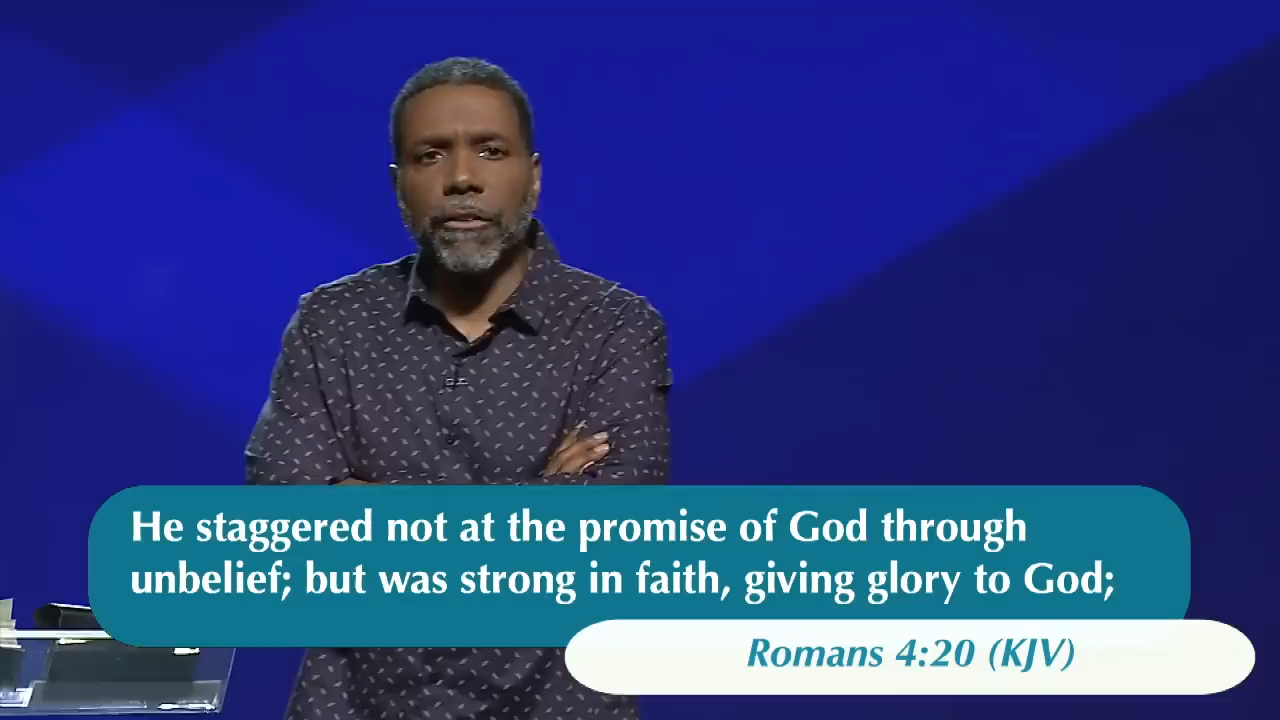 He staggered not at the promise of God through
unbelief; but was strong in faith, giving glory to God;
Romans 4:20 (KJV)